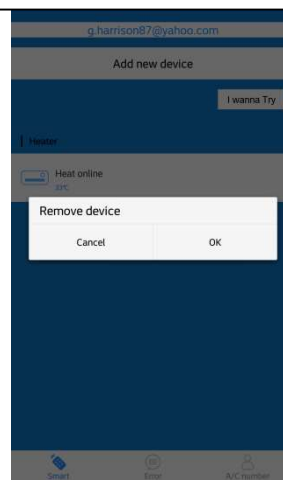 g.harrison87@yahoo.com
Add new device
I wanna Try
Heater
Heat online
Remove device
Cancel
OK
Smart
Error
A/C number